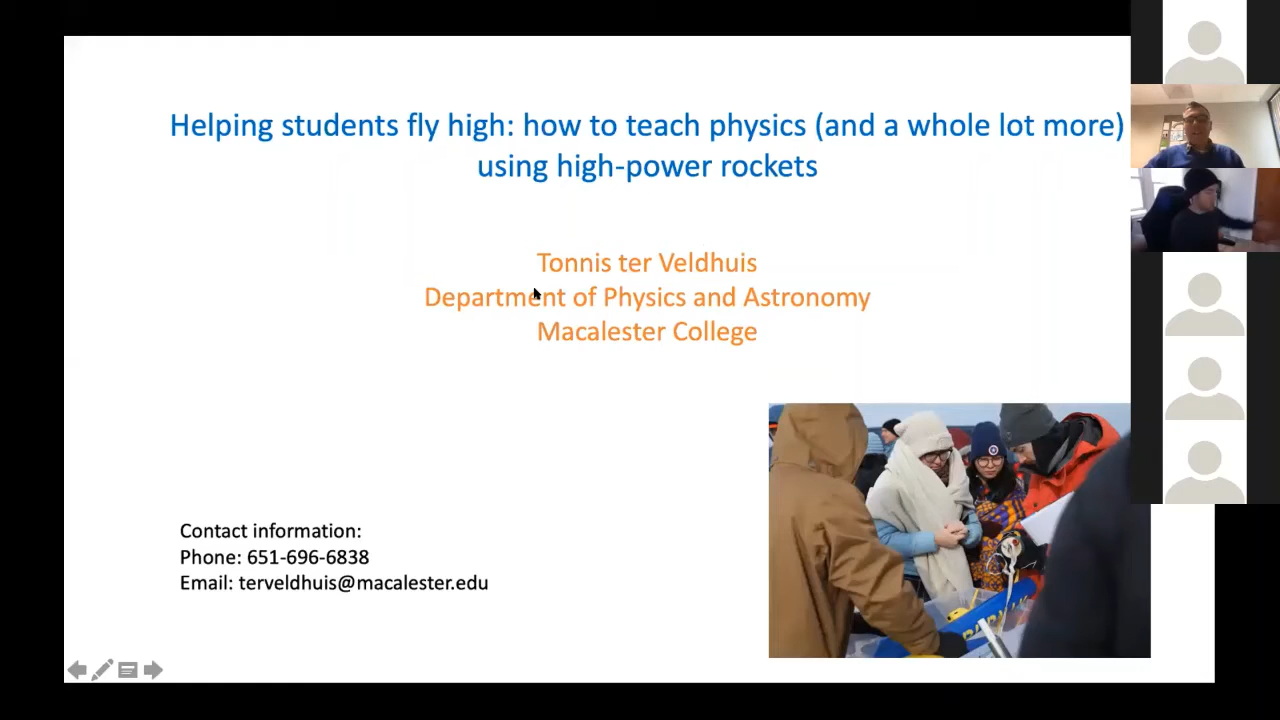 Helping students fly high: how to teach physics (and a whole lot more)
using high-power rockets
Tonnis ter Veldhuis
Department of Physics and Astronomy
Macalester College
Contact information:
Phone: 651-696-6838
Email: terveldhuis@macalester.edu